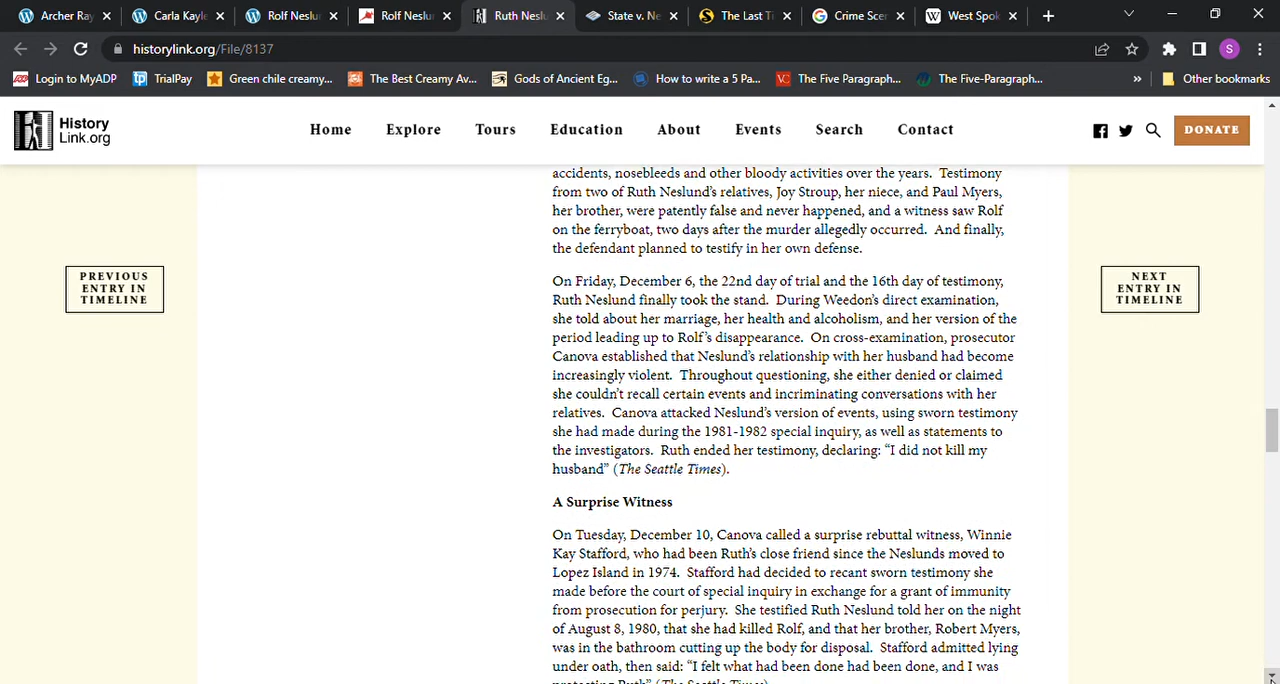 Archer Ray
Carla Kayle
Rolf Neslu
Rolf Neslu
Ruth Neslu
State v. Ne
The Last Ti
Crime Scen
West Spok
historylink.org/File/8137
S
Login to MyADP
TrialPay
Green chile creamy...
The Best Creamy Av...
Gods of Ancient Eg...
How to write a 5 Pa...
The Five Paragraph...
The Five-Paragraph...
»
Other bookmarks
History
Link.org
Home
Explore
Tours
Education
About
Events
Search
Contact
DONATE
PREVIOUS
ENTRY IN
TIMELINE
NEXT
ENTRY IN
TIMELINE
accidents, nosebleeds and other bloody activities over the years. Testimony
from two of Ruth Neslund's relatives, Joy Stroup, her niece, and Paul Myers,
her brother, were patently false and never happened, and a witness saw Rolf
on the ferryboat, two days after the murder allegedly occurred. And finally,
the defendant planned to testify in her own defense.
On Friday, December 6, the 22nd day of trial and the 16th day of testimony,
Ruth Neslund finally took the stand. During Weedon's direct examination,
she told about her marriage, her health and alcoholism, and her version of the
period leading up to Rolf's disappearance. On cross-examination, prosecutor
Canova established that Neslund's relationship with her husband had become
increasingly violent. Throughout questioning, she either denied or claimed
she couldn't recall certain events and incriminating conversations with her
relatives. Canova attacked Neslund's version of events, using sworn testimony
she had made during the 1981-1982 special inquiry, as well as statements to
the investigators. Ruth ended her testimony, declaring: "I did not kill my
husband" (The Seattle Times).
A Surprise Witness
On Tuesday, December 10, Canova called a surprise rebuttal witness, Winnie
Kay Stafford, who had been Ruth's close friend since the Neslunds moved to
Lopez Island in 1974. Stafford had decided to recant sworn testimony she
made before the court of special inquiry in exchange for a grant of immunity
from prosecution for perjury. She testified Ruth Neslund told her on the night
of August 8, 1980, that she had killed Rolf, and that her brother, Robert Myers,
was in the bathroom cutting up the body for disposal. Stafford admitted lying
under oath, then said: "I felt what had been done had been done, and I was
protecting Ruth" (The Seattle Times).